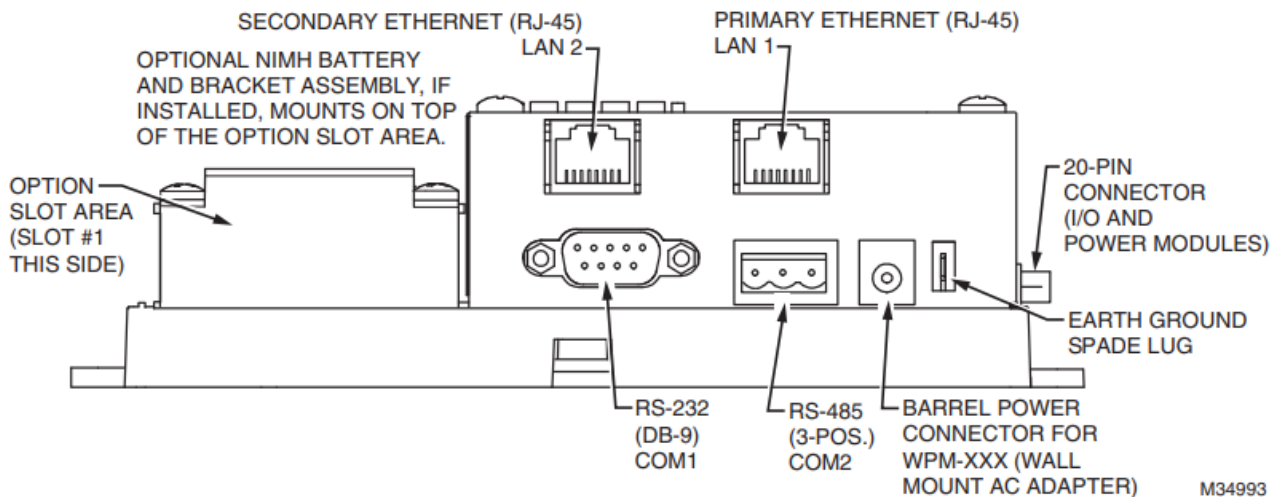 SECONDARY ETHERNET (RJ-45)
LAN 2
PRIMARY ETHERNET (RJ-45)
LAN 1
OPTIONAL NIMH BATTERY
AND BRACKET ASSEMBLY, IF
INSTALLED, MOUNTS ON TOP
OF THE OPTION SLOT AREA.
OPTION
SLOT AREA
(SLOT #1
THIS SIDE)
20-PIN
CONNECTOR
(I/O AND
POWER MODULES)
EARTH GROUND
SPADE LUG
RS-232
(DB-9)
COM1
RS-485
(3-POS.)
COM2
BARREL POWER
CONNECTOR FOR
WPM-XXX (WALL
MOUNT AC ADAPTER)
M34993